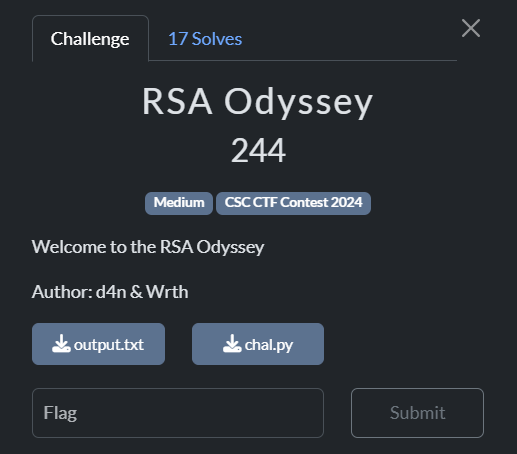 Challenge
17 Solves
RSA Odyssey
244
Medium
CSC CTF Contest 2024
Welcome to the RSA Odyssey
Author: d4n & Wrth
output.txt
chal.py
Flag
Submit